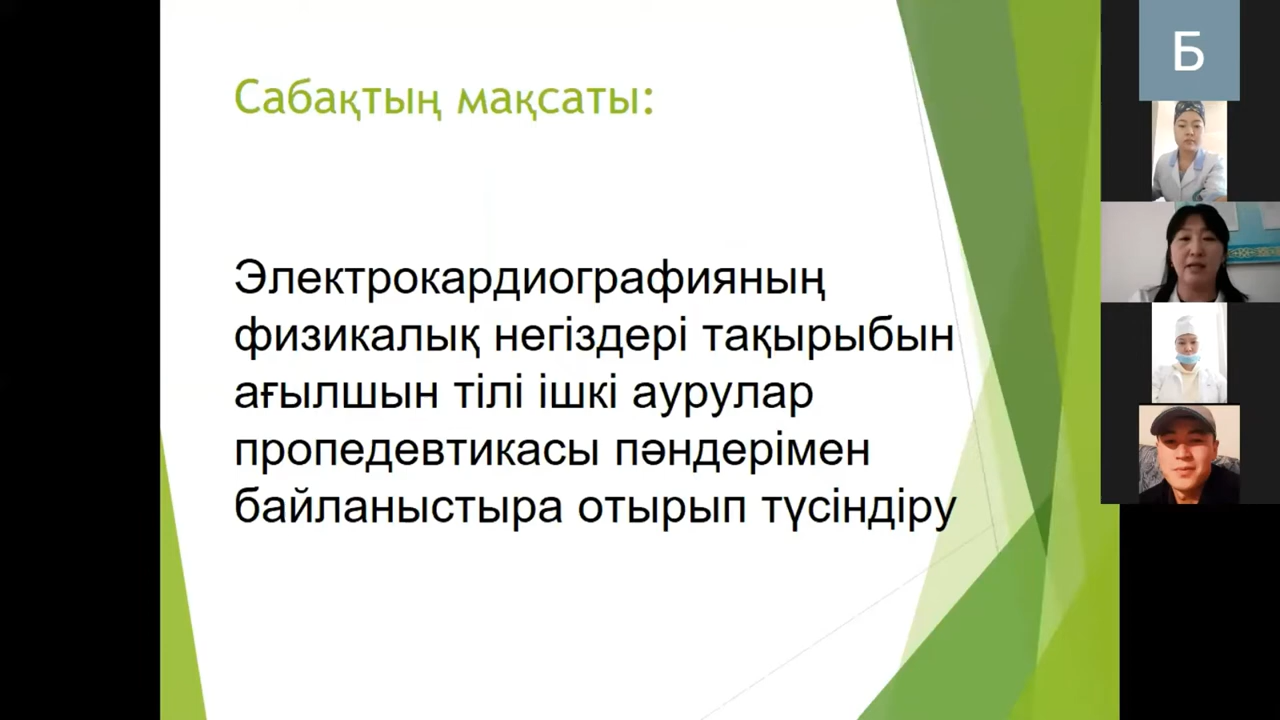 Сабақтың мақсаты:
Электрокардиографияның
физикалық негіздері тақырыбын
ағылшын тілі ішкі аурулар
пропедевтикасы пәндерімен
байланыстыра отырып түсіндіру
Б